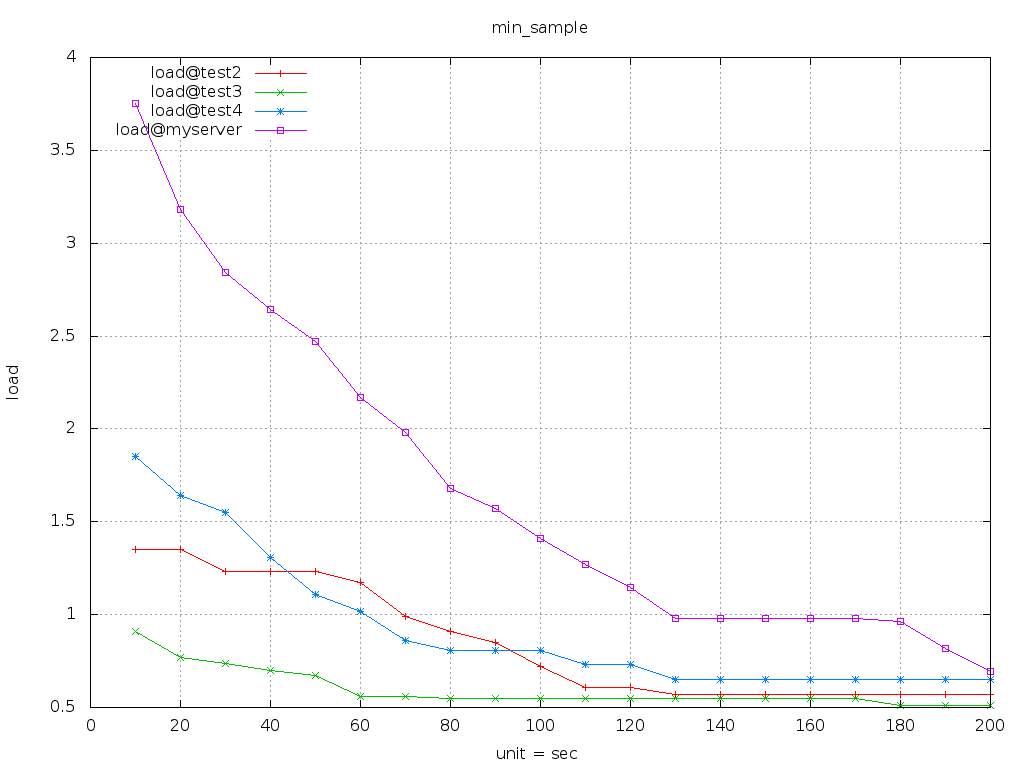 min_sample
4
3.5
3
2.5
2
1.5
1
0.5
load
load@test2
load@test3
load@test4
load@myserver
0 20 40 60 80 100 120 140 160 180 200
unit = sec